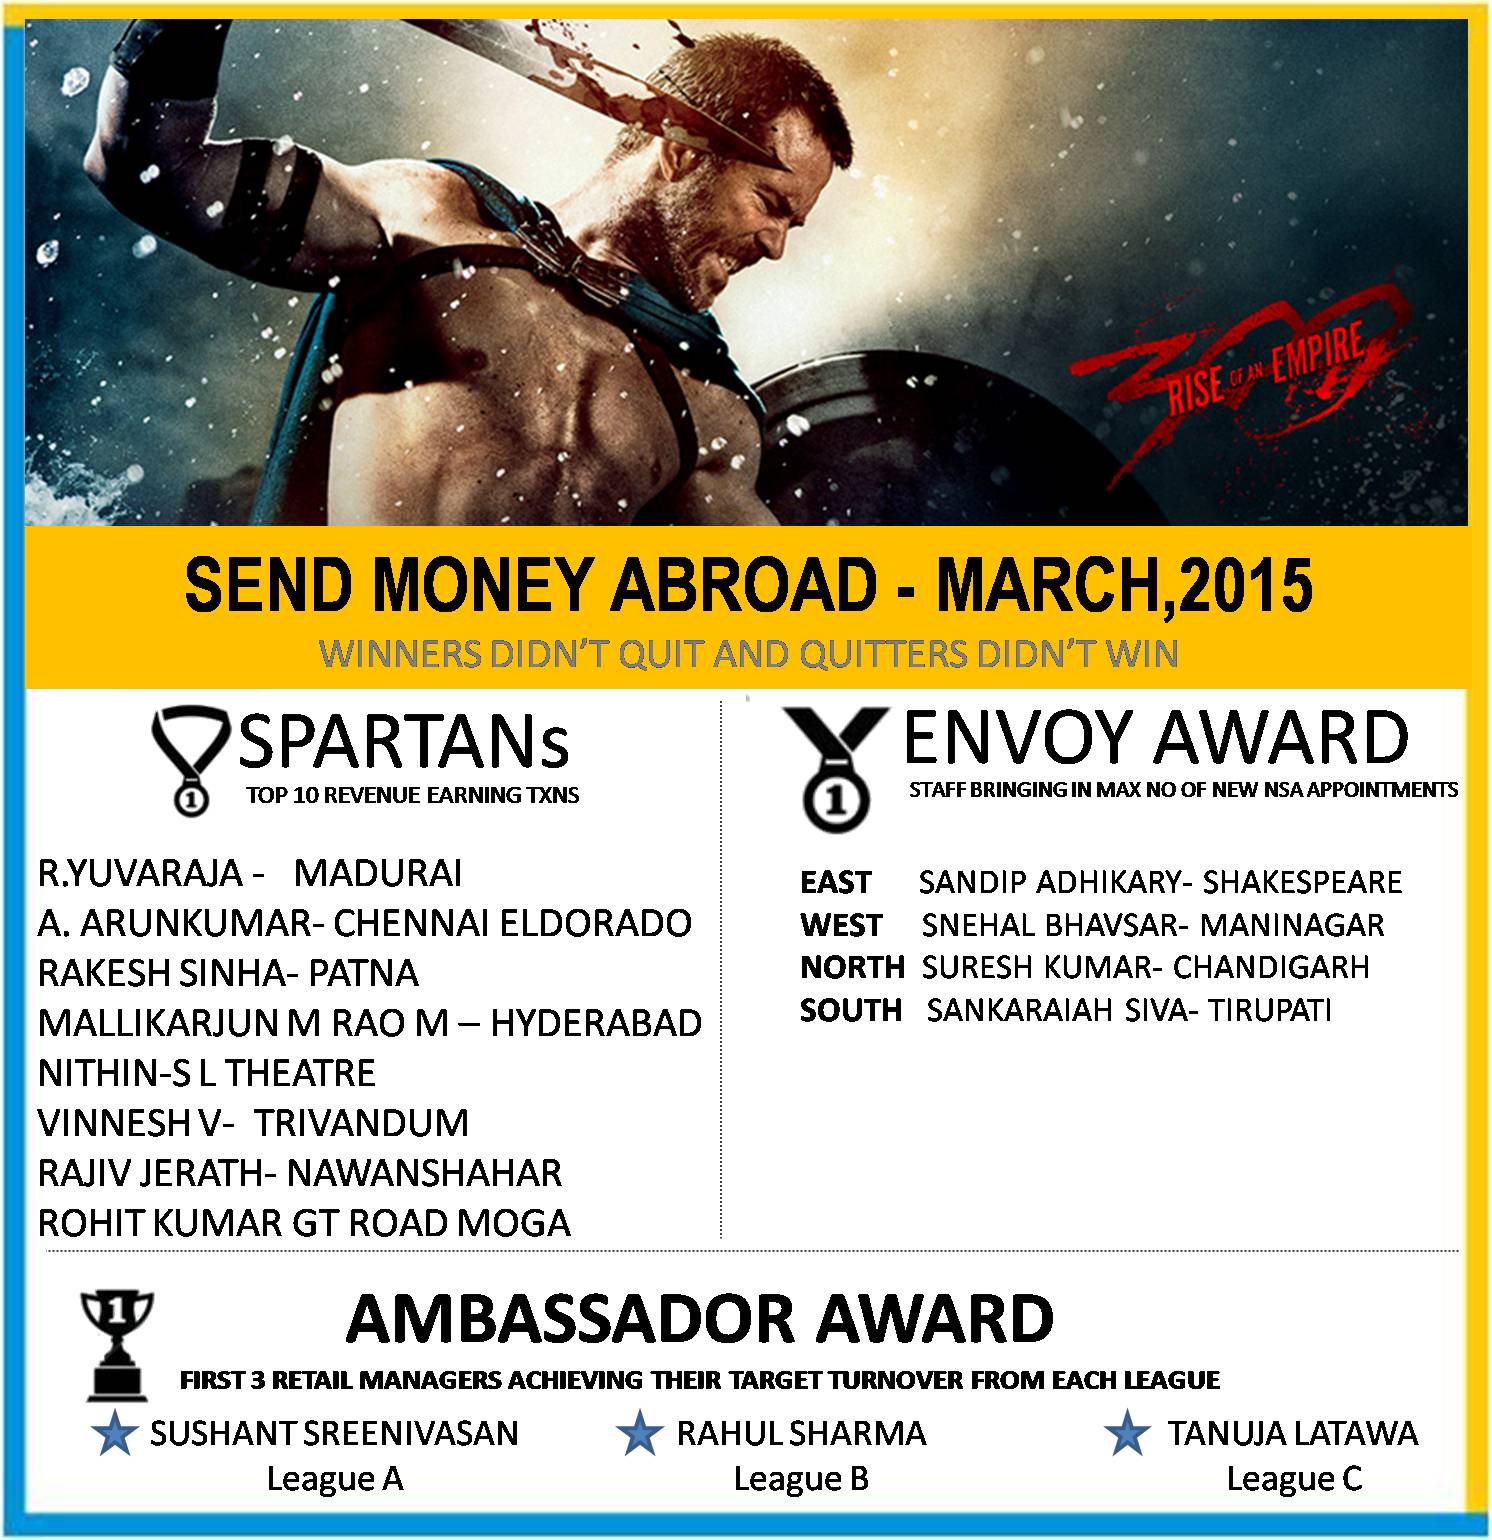 300
RISE OF AN EMPIRE
SEND MONEY ABROAD - MARCH,2015
WINNERS DIDN'T QUIT AND QUITTERS DIDN'T WIN
1
SPARTANs
TOP 10 REVENUE EARNING TXNS
R.YUVARAJA - MADURAI
A. ARUNKUMAR- CHENNAI ELDORADO
RAKESH SINHA- PATNA
MALLIKARJUN M RAO M – HYDERABAD
NITHIN-S L THEATRE
VINNESH V- TRIVANDUM
RAJIV JERATH- NAWANSHAHAR
ROHIT KUMAR GT ROAD MOGA
1
ENVOY AWARD
STAFF BRINGING IN MAX NO OF NEW NSA APPOINTMENTS
EAST SANDIP ADHIKARY- SHAKESPEARE
WEST SNEHAL BHAVSAR- MANINAGAR
NORTH SURESH KUMAR- CHANDIGARH
SOUTH SANKARAIAH SIVA- TIRUPATI
1
AMBASSADOR AWARD
FIRST 3 RETAIL MANAGERS ACHIEVING THEIR TARGET TURNOVER FROM EACH LEAGUE
SUSHANT SREENIVASAN
League A
RAHUL SHARMA
League B
TANUJA LATAWA
League C